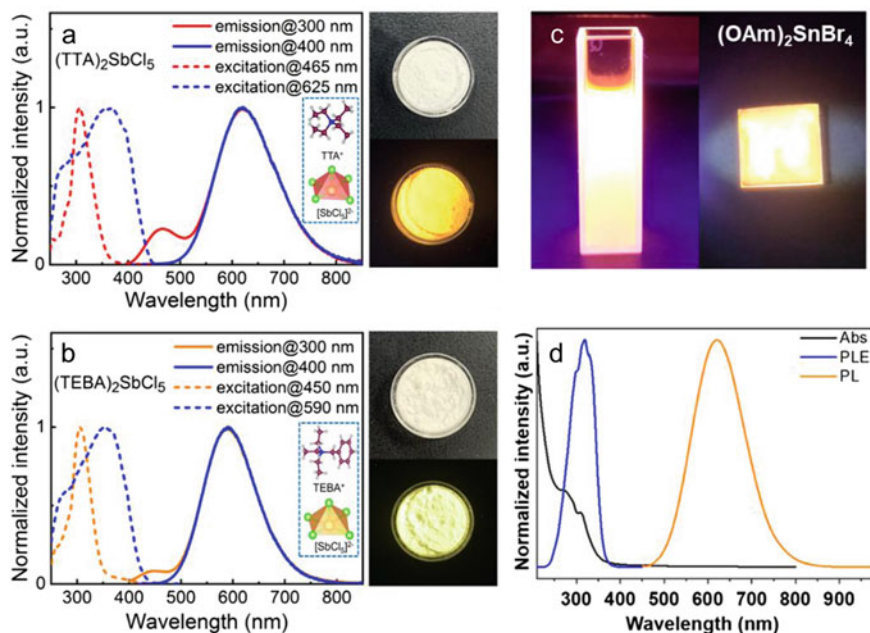 a
(TTA)₂SbCl₅
emission@300 nm
emission@400 nm
excitation@465 nm
excitation@625 nm
TTA⁺
[SbCl₅]²⁻
Normalized intensity (a.u.)
1
0
300 400 500 600 700 800
Wavelength (nm)
c
(OAm)₂SnBr₄
b
(TEBA)₂SbCl₅
emission@300 nm
emission@400 nm
excitation@450 nm
excitation@590 nm
TEBA⁺
[SbCl₅]²⁻
Normalized intensity (a.u.)
1
0
300 400 500 600 700 800
Wavelength (nm)
d
Abs
PLE
PL
Normalized intensity (a.u.)
300 400 500 600 700 800 900
Wavelength (nm)